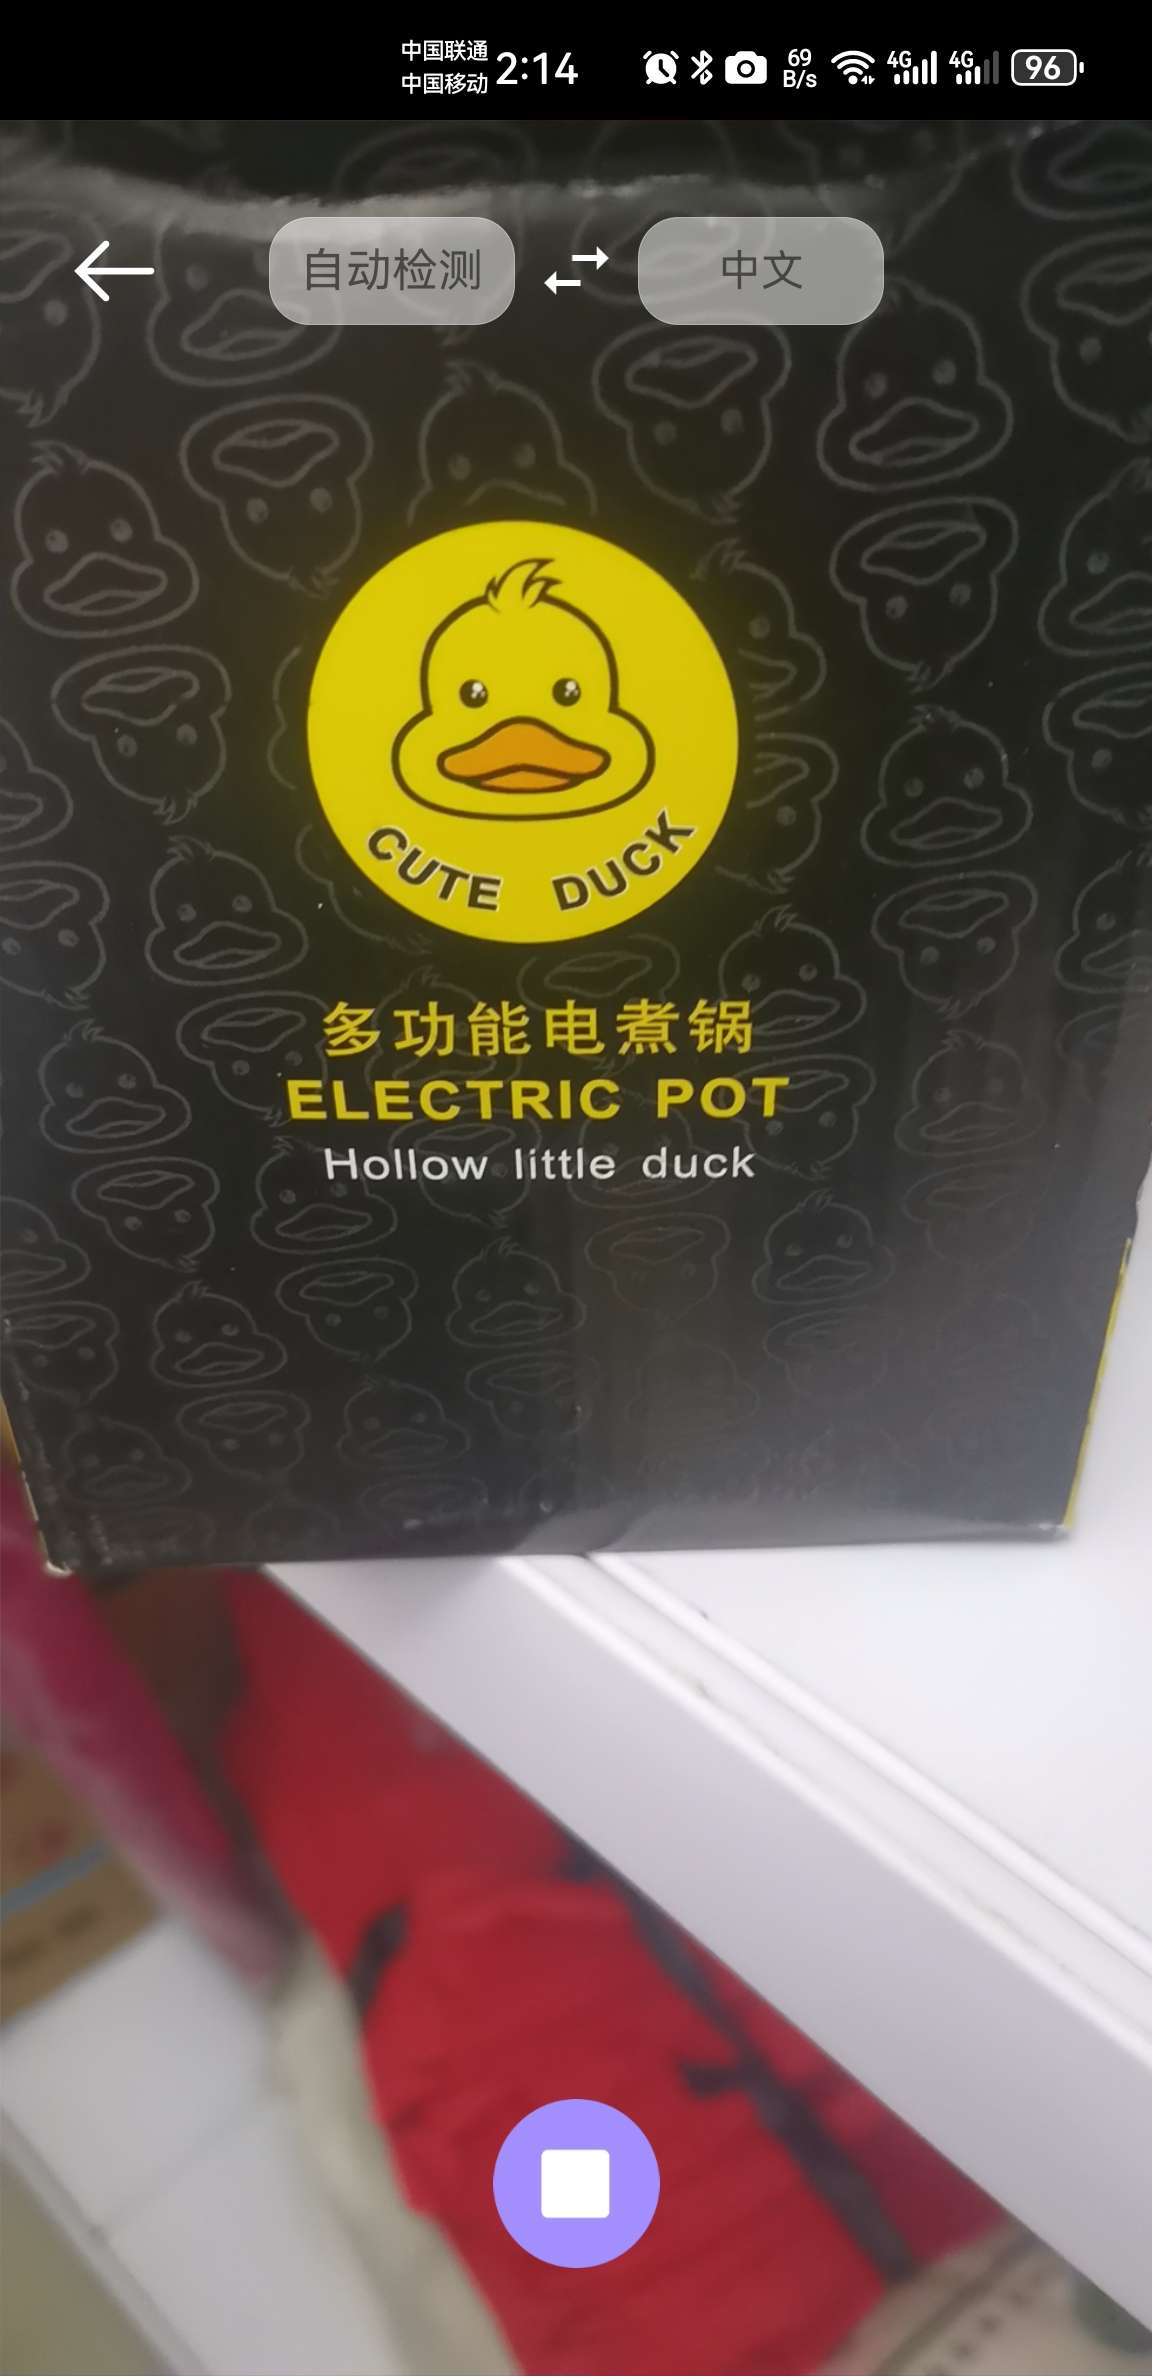 中国联通
中国移动
2:14
69
B/s
4G
4G
96
自动检测
中文
CUTE DUCK
多功能电煮锅
ELECTRIC POT
Hollow little duck